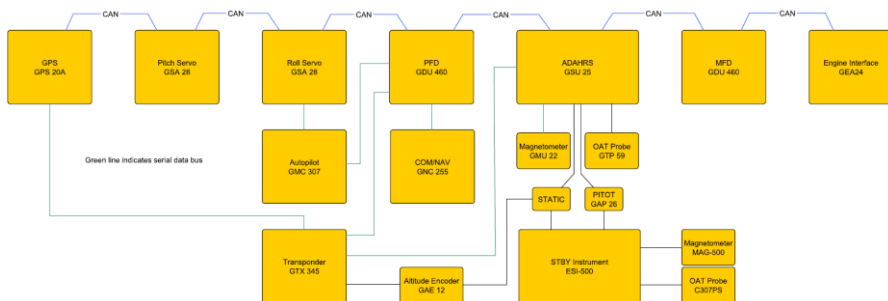 CAN
CAN
CAN
CAN
CAN
CAN
GPS
GPS 20A
Pitch Servo
GSA 28
Roll Servo
GSA 28
PFD
GDU 460
ADAHRS
GSU 25
MFD
GDU 460
Engine Interface
GEA24
Green line indicates serial data bus
Autopilot
GMC 307
COM/NAV
GNC 255
Magnetometer
GMU 22
OAT Probe
GTP 59
STATIC
PITOT
GAP 26
Transponder
GTX 345
Altitude Encoder
GAE 12
STBY Instrument
ESI-500
Magnetometer
MAG-500
OAT Probe
C307PS